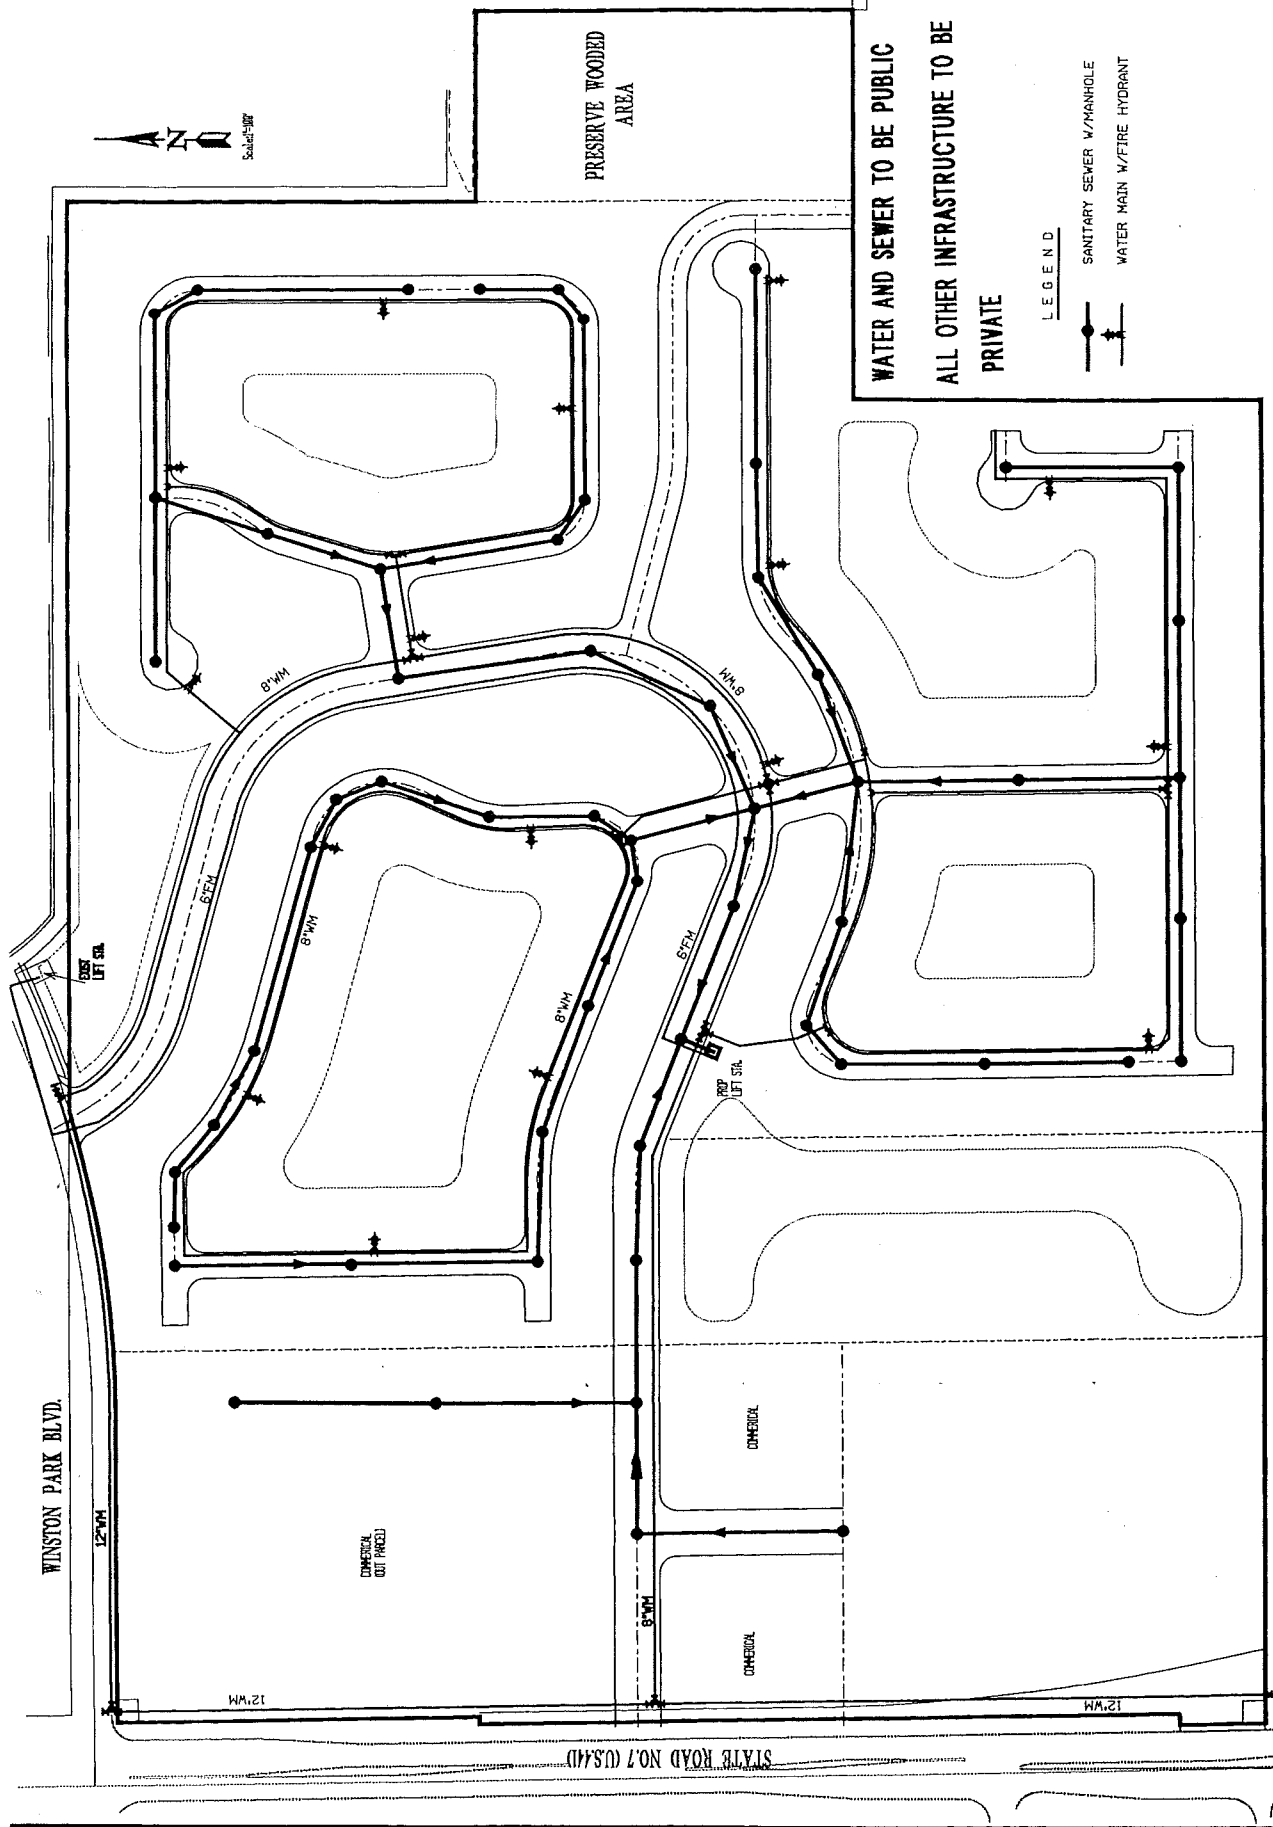 PRESERVE WOODED
AREA
N
WATER AND SEWER TO BE PUBLIC
ALL OTHER INFRASTRUCTURE TO BE
PRIVATE
LEGEND
SANITARY SEWER W/MANHOLE
WATER MAIN W/FIRE HYDRANT
8"WM
8"WM
6"FM
8"WM
8"WM
6"FM
EXIST
LIFT STA.
PROP
LIFT STA.
WINSTON PARK BLVD.
12"WM
COMMERICAL
(OUT PARCEL)
COMMERICAL
COMMERICAL
8"WM
12"WM
12"WM
STATE ROAD NO.7 (U.S.441)